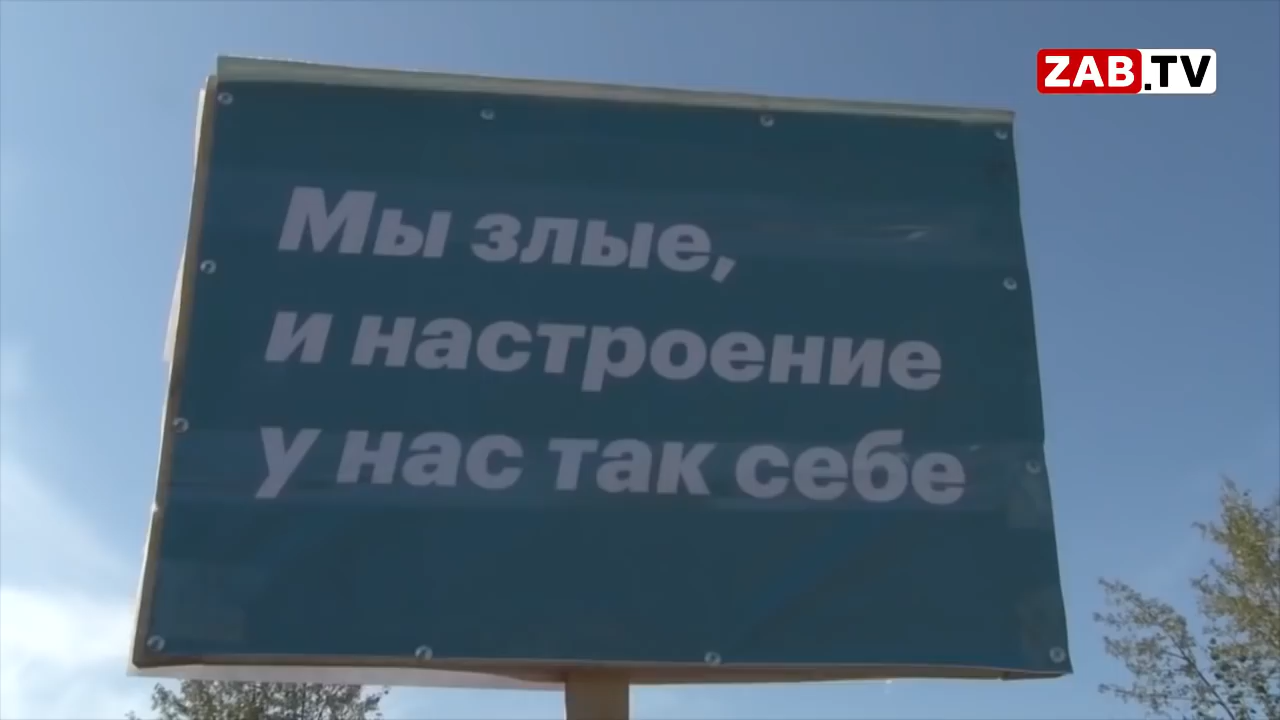 ZAB.TV
Мы злые,
и настроение
у нас так себе